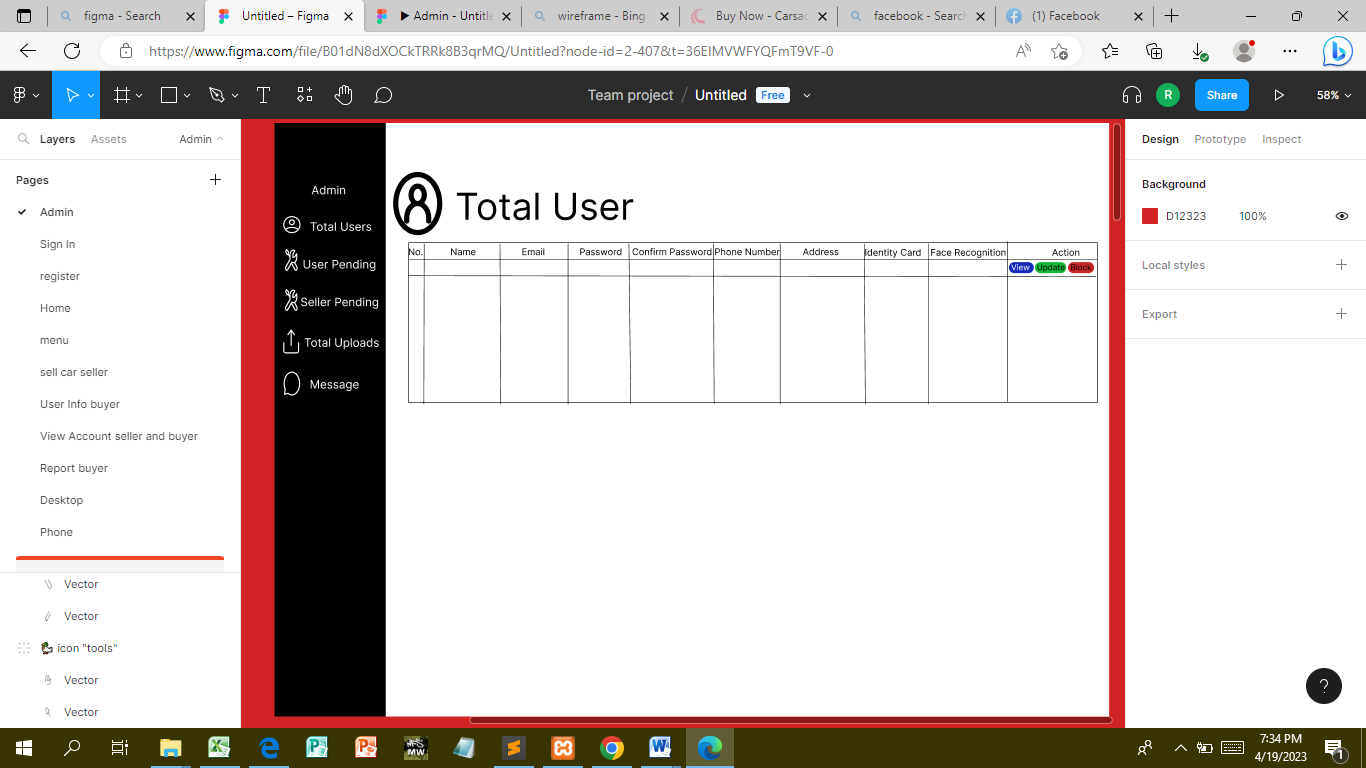 figma - Search
Untitled – Figma
Admin - Untitle
wireframe - Bing
Buy Now - Carsac
facebook - Search
(1) Facebook
https://www.figma.com/file/B01dN8dXOCkTRRk8B3qrMQ/Untitled?node-id=2-407&t=36EIMVWFYQFmT9VF-0
Team project / Untitled Free
R
Share
58%
Layers
Assets
Admin
Pages
Admin
Sign In
register
Home
menu
sell car seller
User Info buyer
View Account seller and buyer
Report buyer
Desktop
Phone
Vector
Vector
icon "tools"
Vector
Vector
Admin
Total Users
User Pending
Seller Pending
Total Uploads
Message
Total User
No. Name Email Password Confirm Password Phone Number Address Identity Card Face Recognition Action
View Update Block
Design Prototype Inspect
Background
D12323 100%
Local styles
Export
?
NFS
MW
7:34 PM
4/19/2023
1